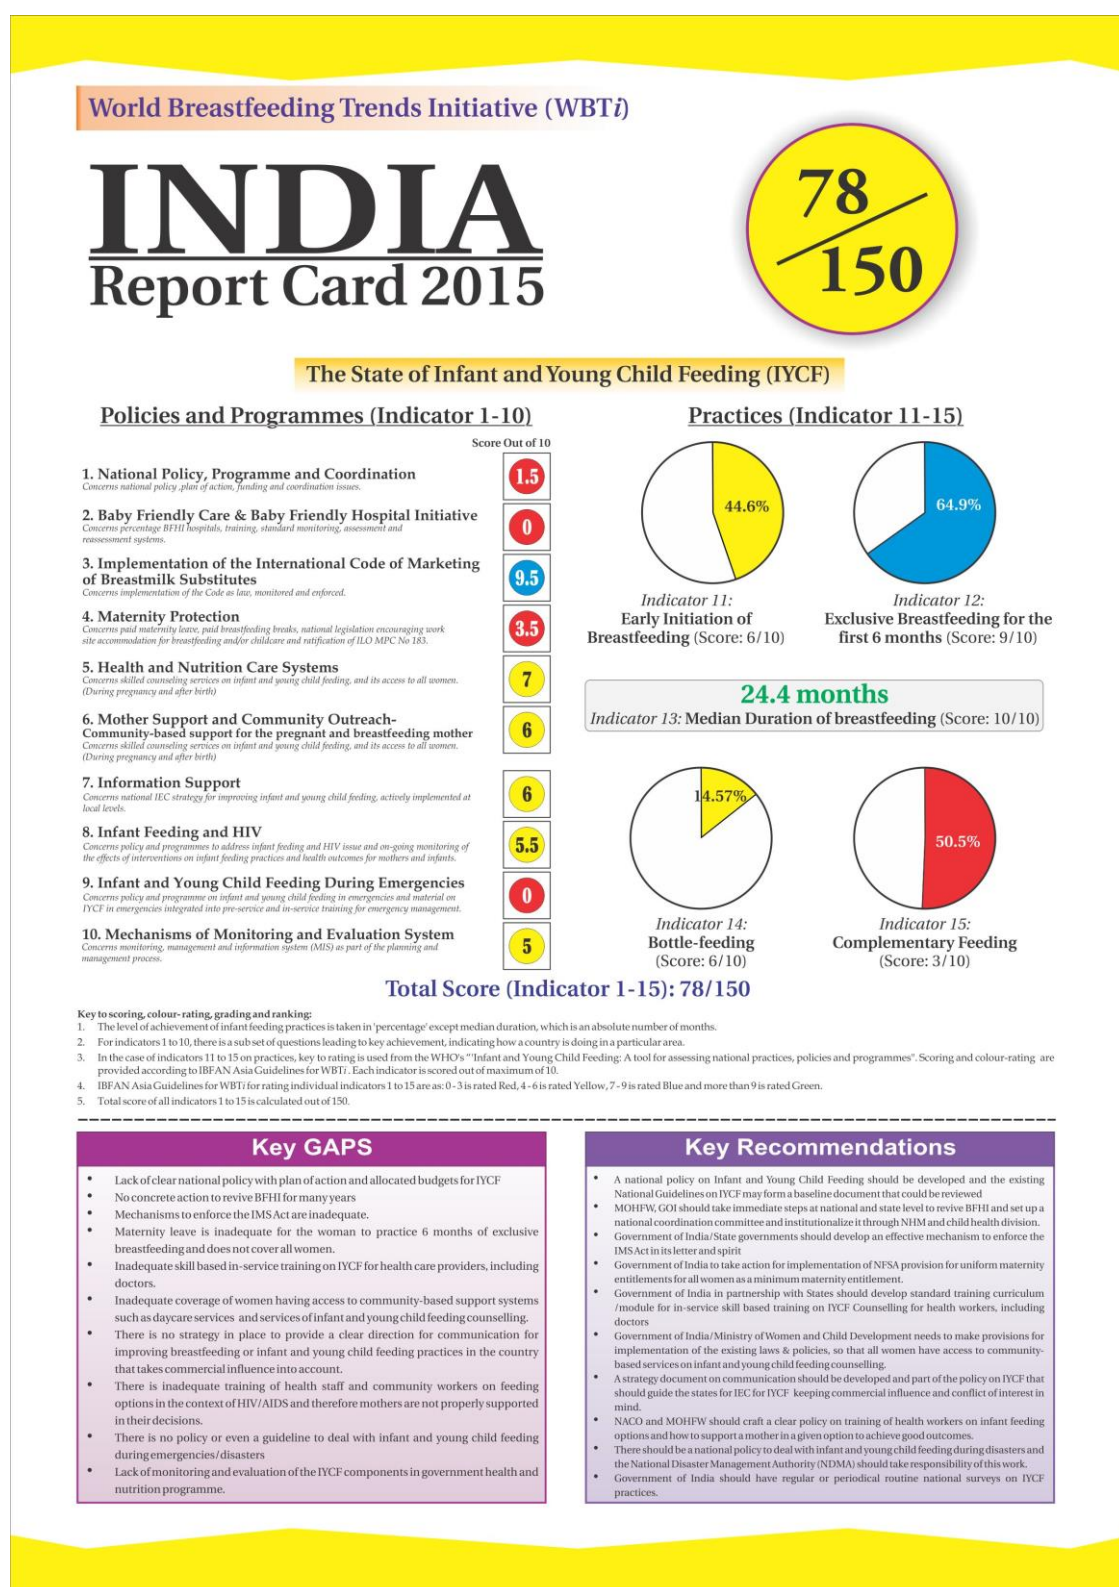 World Breastfeeding Trends Initiative (WBTi)
INDIA
Report Card 2015
78
150
The State of Infant and Young Child Feeding (IYCF)
Policies and Programmes (Indicator 1-10)
Score Out of 10
1. National Policy, Programme and Coordination
Concerns national policy ,plan of action, funding and coordination issues.
1.5
2. Baby Friendly Care & Baby Friendly Hospital Initiative
Concerns percentage BFHI hospitals, training, standard monitoring, assessment and
reassessment systems.
0
3. Implementation of the International Code of Marketing
of Breastmilk Substitutes
Concerns implementation of the Code as law, monitored and enforced.
9.5
4. Maternity Protection
Concerns paid maternity leave, paid breastfeeding breaks, national legislation encouraging work
site accommodation for breastfeeding and/or childcare and ratification of ILO MPC No 183.
3.5
5. Health and Nutrition Care Systems
Concerns skilled counseling services on infant and young child feeding, and its access to all women.
(During pregnancy and after birth)
7
6. Mother Support and Community Outreach-
Community-based support for the pregnant and breastfeeding mother
Concerns skilled counseling services on infant and young child feeding, and its access to all women.
(During pregnancy and after birth)
6
7. Information Support
Concerns national IEC strategy for improving infant and young child feeding, actively implemented at
local levels.
6
8. Infant Feeding and HIV
Concerns policy and programmes to address infant feeding and HIV issue and on-going monitoring of
the effects of interventions on infant feeding practices and health outcomes for mothers and infants.
5.5
9. Infant and Young Child Feeding During Emergencies
Concerns policy and programme on infant and young child feeding in emergencies and material on
IYCF in emergencies integrated into pre-service and in-service training for emergency management.
0
10. Mechanisms of Monitoring and Evaluation System
Concerns monitoring, management and information system (MIS) as part of the planning and
management process.
5
Practices (Indicator 11-15)
44.6%
Indicator 11:
Early Initiation of
Breastfeeding (Score: 6/10)
64.9%
Indicator 12:
Exclusive Breastfeeding for the
first 6 months (Score: 9/10)
24.4 months
Indicator 13: Median Duration of breastfeeding (Score: 10/10)
14.57%
Indicator 14:
Bottle-feeding
(Score: 6/10)
50.5%
Indicator 15:
Complementary Feeding
(Score: 3/10)
Total Score (Indicator 1-15): 78/150
Key to scoring, colour- rating, grading and ranking:
1. The level of achievement of infant feeding practices is taken in 'percentage' except median duration, which is an absolute number of months.
2. For indicators 1 to 10, there is a sub set of questions leading to key achievement, indicating how a country is doing in a particular area.
3. In the case of indicators 11 to 15 on practices, key to rating is used from the WHO's "'Infant and Young Child Feeding: A tool for assessing national practices, policies and programmes". Scoring and colour-rating are
provided according to IBFAN Asia Guidelines for WBTi . Each indicator is scored out of maximum of 10.
4. IBFAN Asia Guidelines for WBTi for rating individual indicators 1 to 15 are as: 0 - 3 is rated Red, 4 - 6 is rated Yellow, 7 - 9 is rated Blue and more than 9 is rated Green.
5. Total score of all indicators 1 to 15 is calculated out of 150.
Key GAPS
• Lack of clear national policy with plan of action and allocated budgets for IYCF
• No concrete action to revive BFHI for many years
• Mechanisms to enforce the IMS Act are inadequate.
• Maternity leave is inadequate for the woman to practice 6 months of exclusive
breastfeeding and does not cover all women.
• Inadequate skill based in-service training on IYCF for health care providers, including
doctors.
• Inadequate coverage of women having access to community-based support systems
such as daycare services and services of infant and young child feeding counselling.
• There is no strategy in place to provide a clear direction for communication for
improving breastfeeding or infant and young child feeding practices in the country
that takes commercial influence into account.
• There is inadequate training of health staff and community workers on feeding
options in the context of HIV/AIDS and therefore mothers are not properly supported
in their decisions.
• There is no policy or even a guideline to deal with infant and young child feeding
during emergencies/disasters
• Lack of monitoring and evaluation of the IYCF components in government health and
nutrition programme.
Key Recommendations
• A national policy on Infant and Young Child Feeding should be developed and the existing
National Guidelines on IYCF may form a baseline document that could be reviewed
• MOHFW, GOI should take immediate steps at national and state level to revive BFHI and set up a
national coordination committee and institutionalize it through NHM and child health division.
• Government of India/State governments should develop an effective mechanism to enforce the
IMS Act in its letter and spirit
• Government of India to take action for implementation of NFSA provision for uniform maternity
entitlements for all women as a minimum maternity entitlement.
• Government of India in partnership with States should develop standard training curriculum
/module for in-service skill based training on IYCF Counselling for health workers, including
doctors
• Government of India/Ministry of Women and Child Development needs to make provisions for
implementation of the existing laws & policies, so that all women have access to community-
based services on infant and young child feeding counselling.
• A strategy document on communication should be developed and part of the policy on IYCF that
should guide the states for IEC for IYCF keeping commercial influence and conflict of interest in
mind.
• NACO and MOHFW should craft a clear policy on training of health workers on infant feeding
options and how to support a mother in a given option to achieve good outcomes.
• There should be a national policy to deal with infant and young child feeding during disasters and
the National Disaster Management Authority (NDMA) should take responsibility of this work.
• Government of India should have regular or periodical routine national surveys on IYCF
practices.